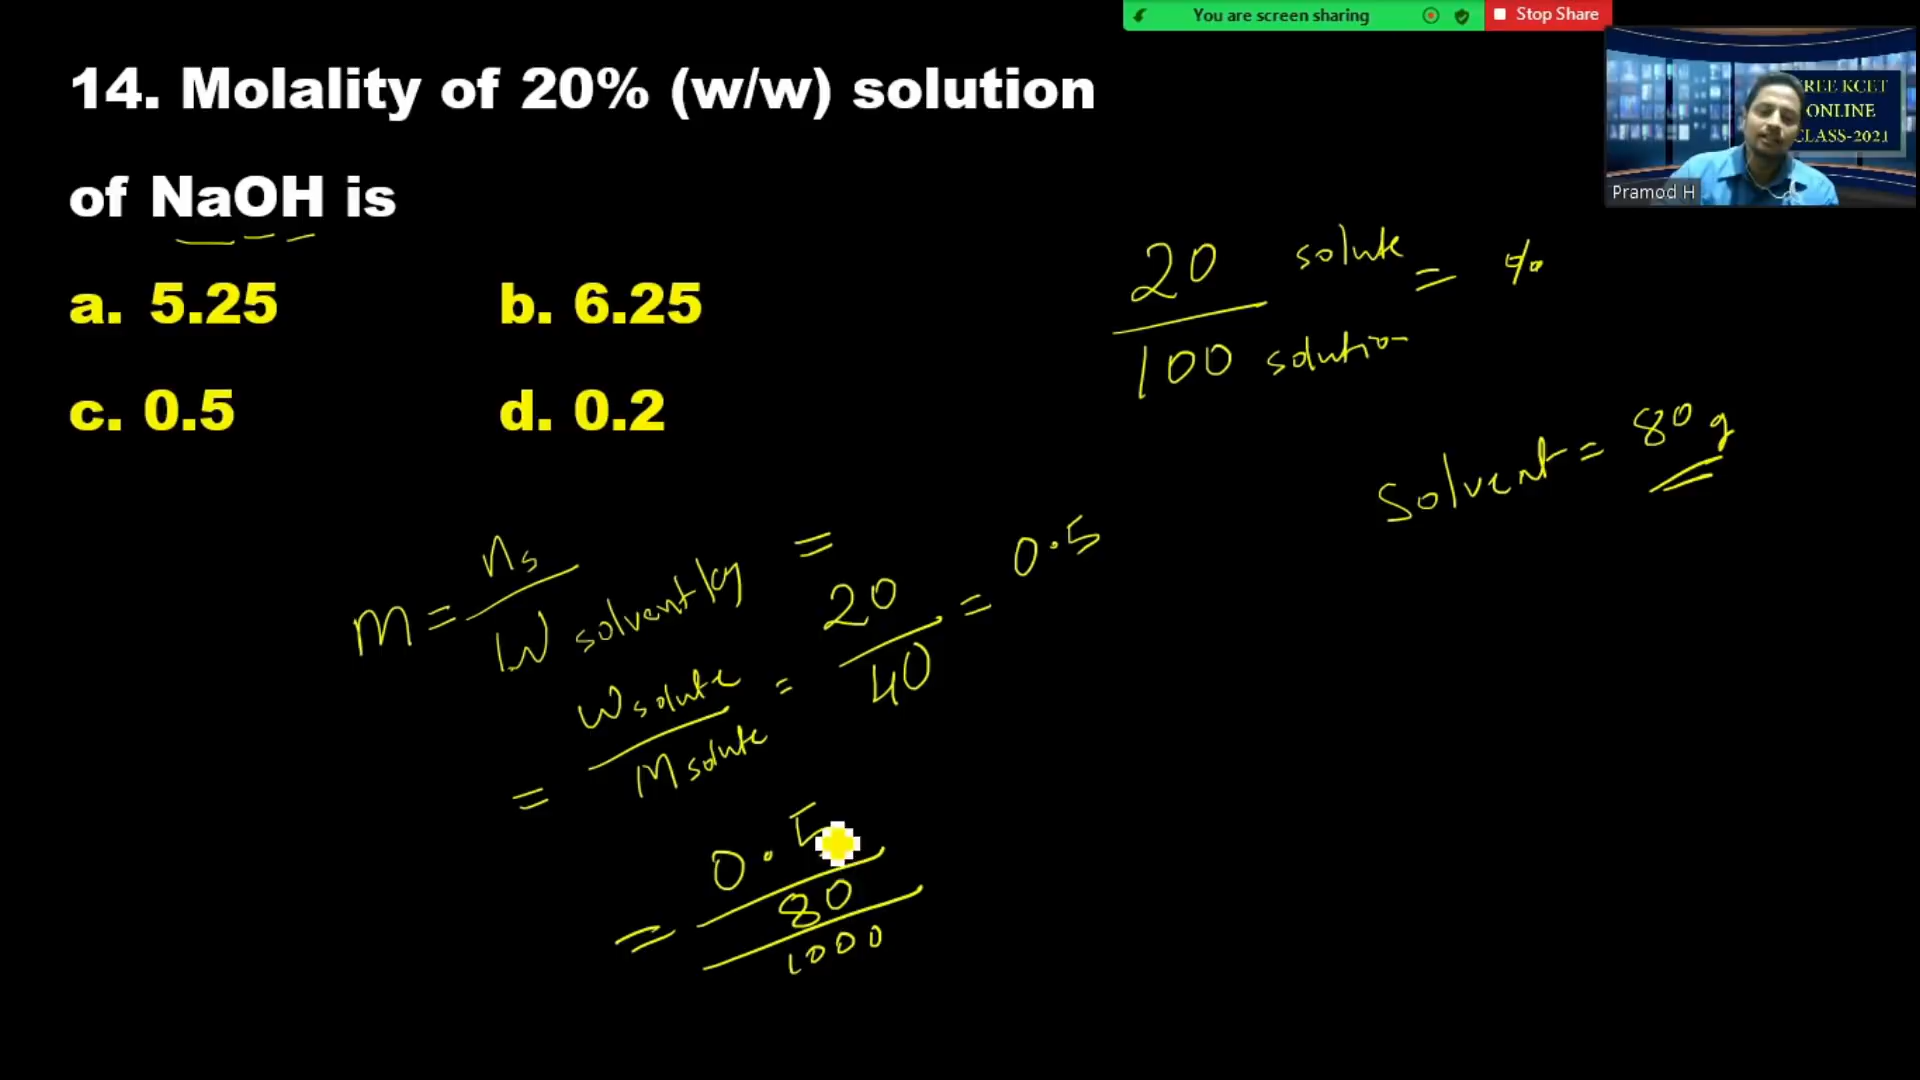 You are screen sharing
Stop Share
14. Molality of 20% (w/w) solution
of NaOH is
a. 5.25
b. 6.25
c. 0.5
d. 0.2
FREE KCET
ONLINE
CLASS-2021
Pramod H
20 solute = %
100 solution
Solvent = 80 g
m = ns =
W solvent kg
W solute = 20 = 0.5
M solute 40
=
= 0.5
80
1000